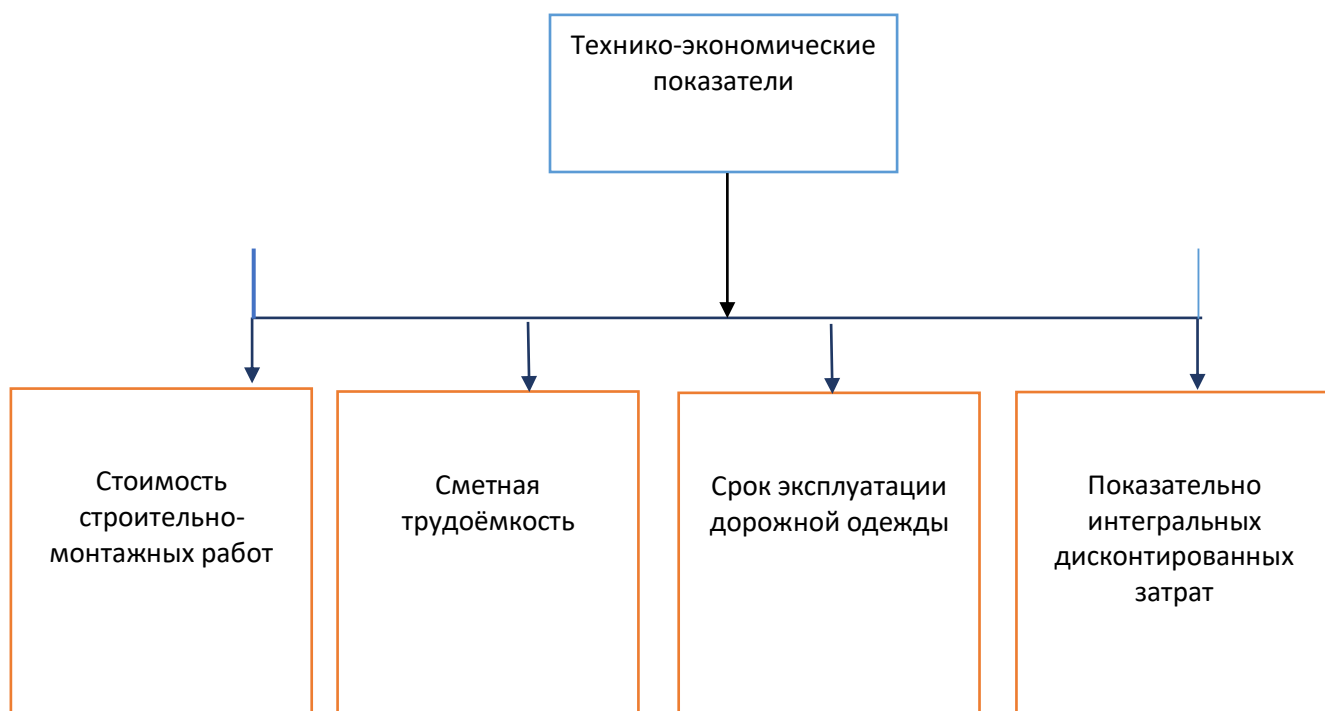 Технико-экономические
показатели
Стоимость
строительно-
монтажных работ
Сметная
трудоёмкость
Срок эксплуатации
дорожной одежды
Показательно
интегральных
дисконтированных
затрат